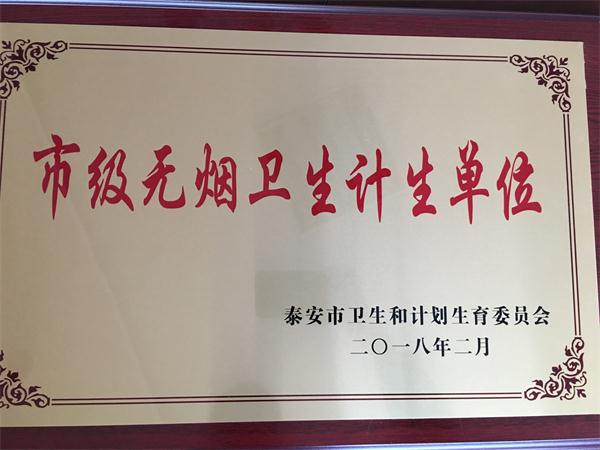 市级无烟卫生计生单位
泰安市卫生和计划生育委员会
二〇一八年二月